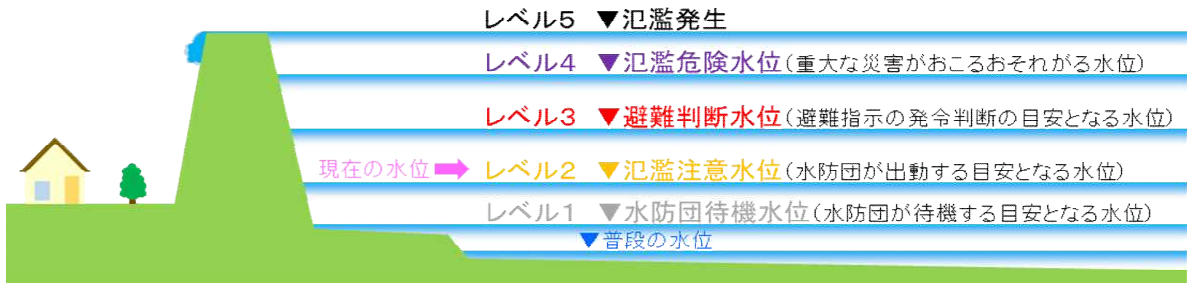 レベル5 ▼氾濫発生
レベル4 ▼氾濫危険水位(重大な災害がおこるおそれがる水位)
レベル3 ▼避難判断水位(避難指示の発令判断の目安となる水位)
現在の水位 レベル2 ▼氾濫注意水位(水防団が出動する目安となる水位)
レベル1 ▼水防団待機水位(水防団が待機する目安となる水位)
▼普段の水位